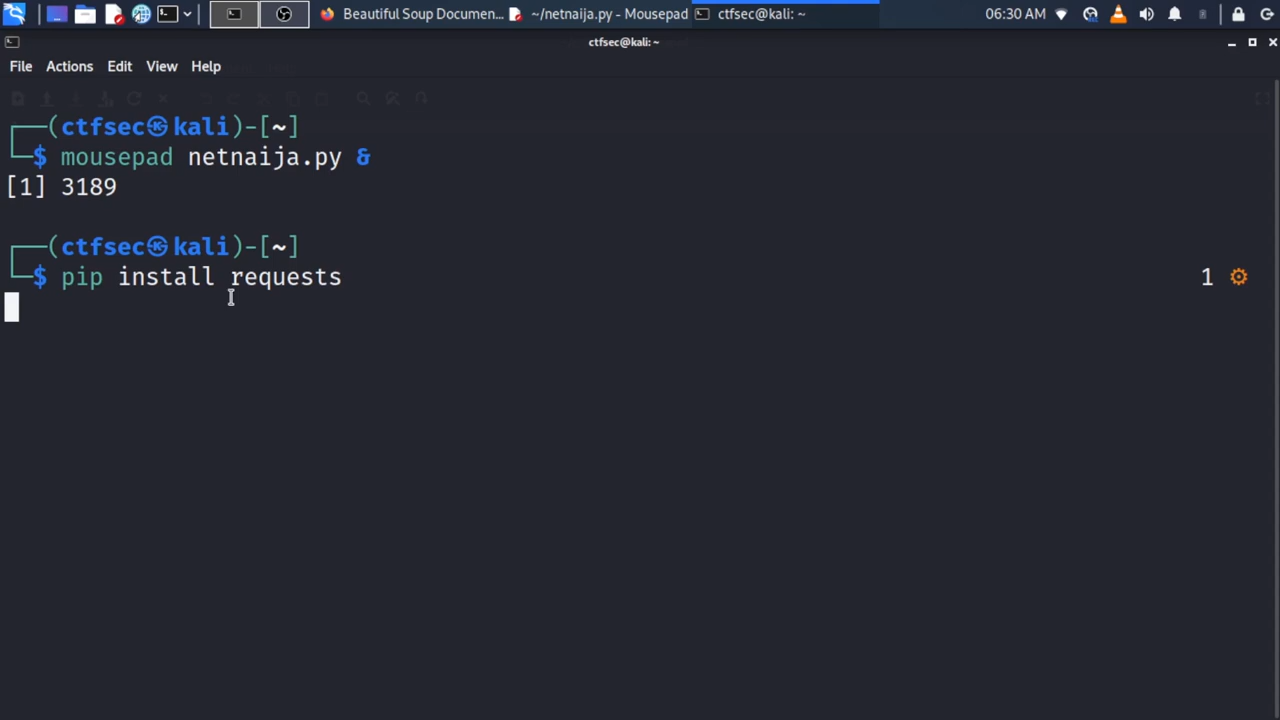 Beautiful Soup Documen...
~/netnaija.py - Mousepad
ctfsec@kali: ~
06:30 AM
ctfsec@kali: ~
File Actions Edit View Help
┌──(ctfsec㉿kali)-[~]
└─$ mousepad netnaija.py &
[1] 3189
┌──(ctfsec㉿kali)-[~]
└─$ pip install requests 1 ⚙